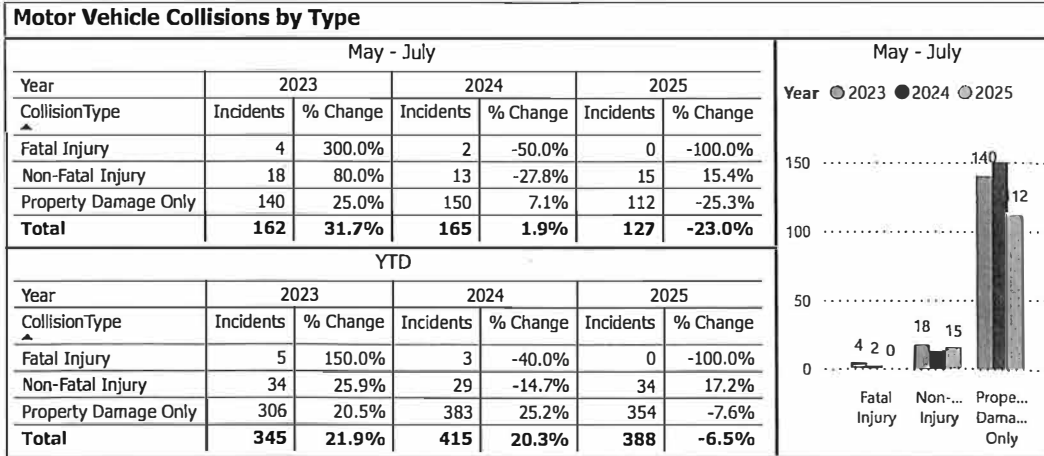 Motor Vehicle Collisions by Type
May - July
Year 2023 2024 2025
CollisionType Incidents % Change Incidents % Change Incidents % Change
Fatal Injury 4 300.0% 2 -50.0% 0 -100.0%
Non-Fatal Injury 18 80.0% 13 -27.8% 15 15.4%
Property Damage Only 140 25.0% 150 7.1% 112 -25.3%
Total 162 31.7% 165 1.9% 127 -23.0%
YTD
Year 2023 2024 2025
CollisionType Incidents % Change Incidents % Change Incidents % Change
Fatal Injury 5 150.0% 3 -40.0% 0 -100.0%
Non-Fatal Injury 34 25.9% 29 -14.7% 34 17.2%
Property Damage Only 306 20.5% 383 25.2% 354 -7.6%
Total 345 21.9% 415 20.3% 388 -6.5%
May - July
Year 2023 2024 2025
150 140
12
100
50
18 15
4 2 0
0
Fatal Non-... Prope...
Injury Injury Dama...
Only